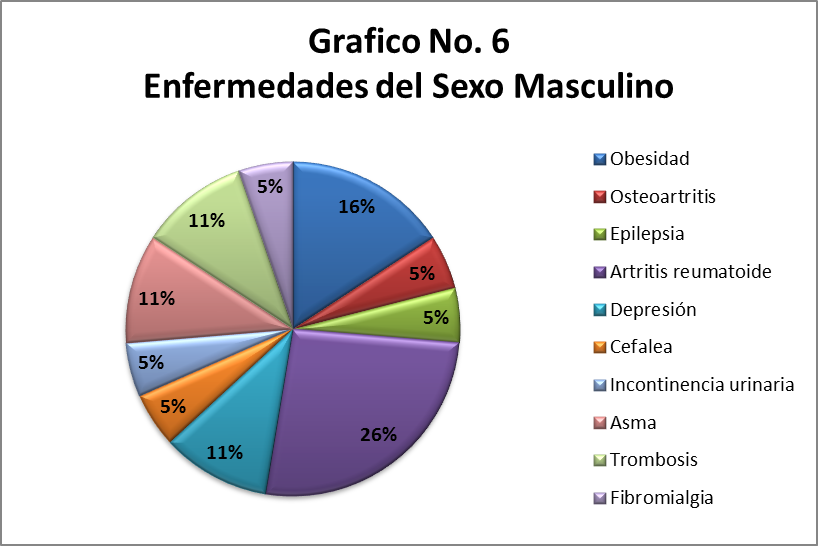 Grafico No. 6
Enfermedades del Sexo Masculino
16%
5%
5%
26%
11%
5%
5%
11%
11%
5%
Obesidad
Osteoartritis
Epilepsia
Artritis reumatoide
Depresión
Cefalea
Incontinencia urinaria
Asma
Trombosis
Fibromialgia